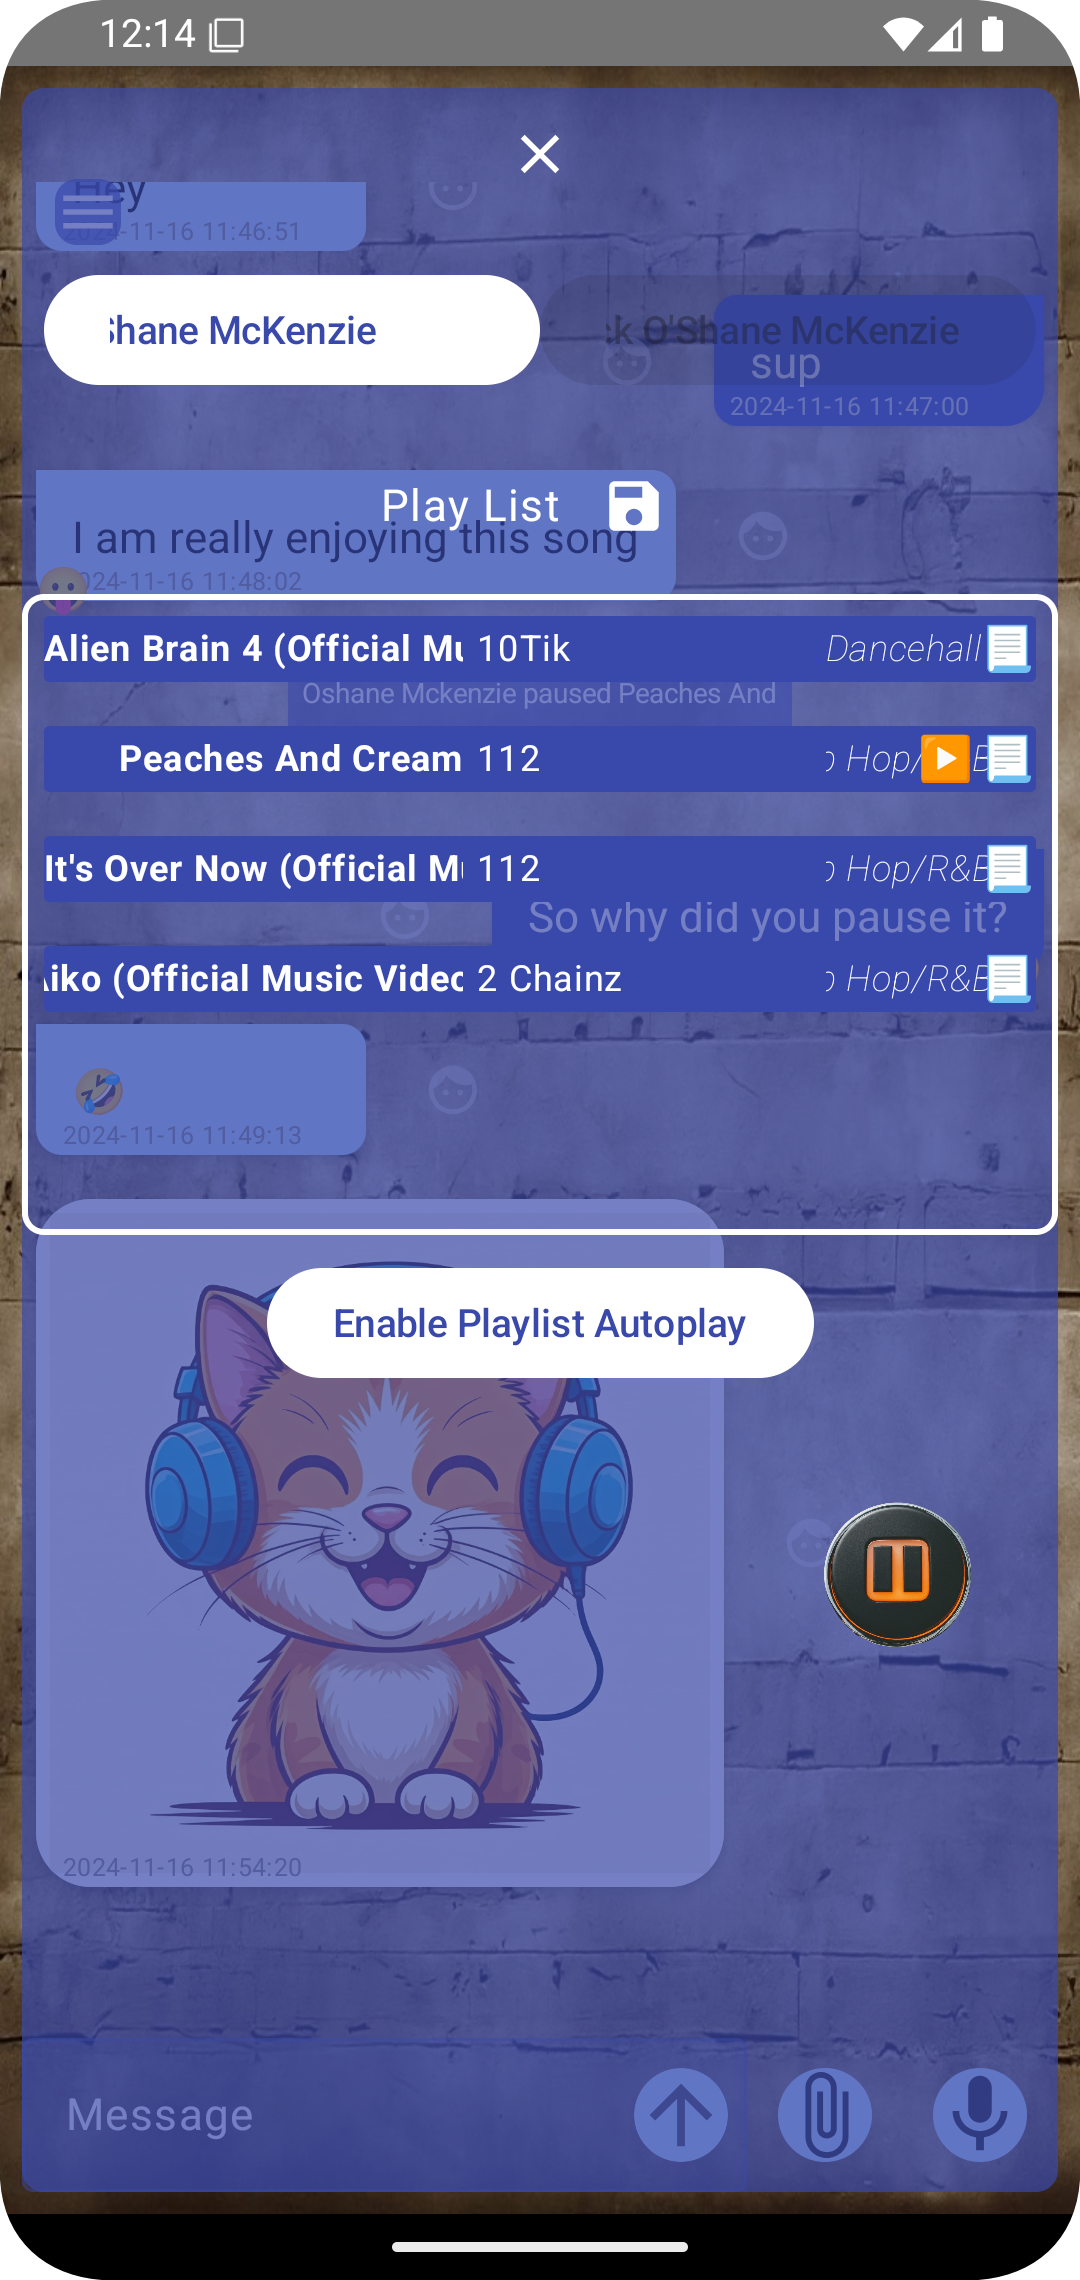 12:14
Hey
2024-11-16 11:46:51
Shane McKenzie
k O'Shane McKenzie
sup
2024-11-16 11:47:00
Play List
I am really enjoying this song
2024-11-16 11:48:02
Alien Brain 4 (Official Mu 10Tik Dancehall
Oshane Mckenzie paused Peaches And
Peaches And Cream 112 Hop/
It's Over Now (Official M 112 Hop/R&B
So why did you pause it?
Aiko (Official Music Video 2 Chainz Hop/R&B
2024-11-16 11:49:13
Enable Playlist Autoplay
2024-11-16 11:54:20
Message